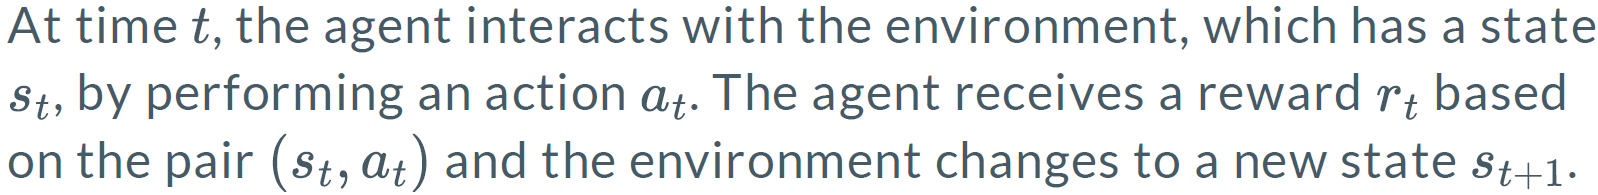 At time t, the agent interacts with the environment, which has a state
s_t, by performing an action a_t. The agent receives a reward r_t based
on the pair (s_t, a_t) and the environment changes to a new state s_{t+1}.